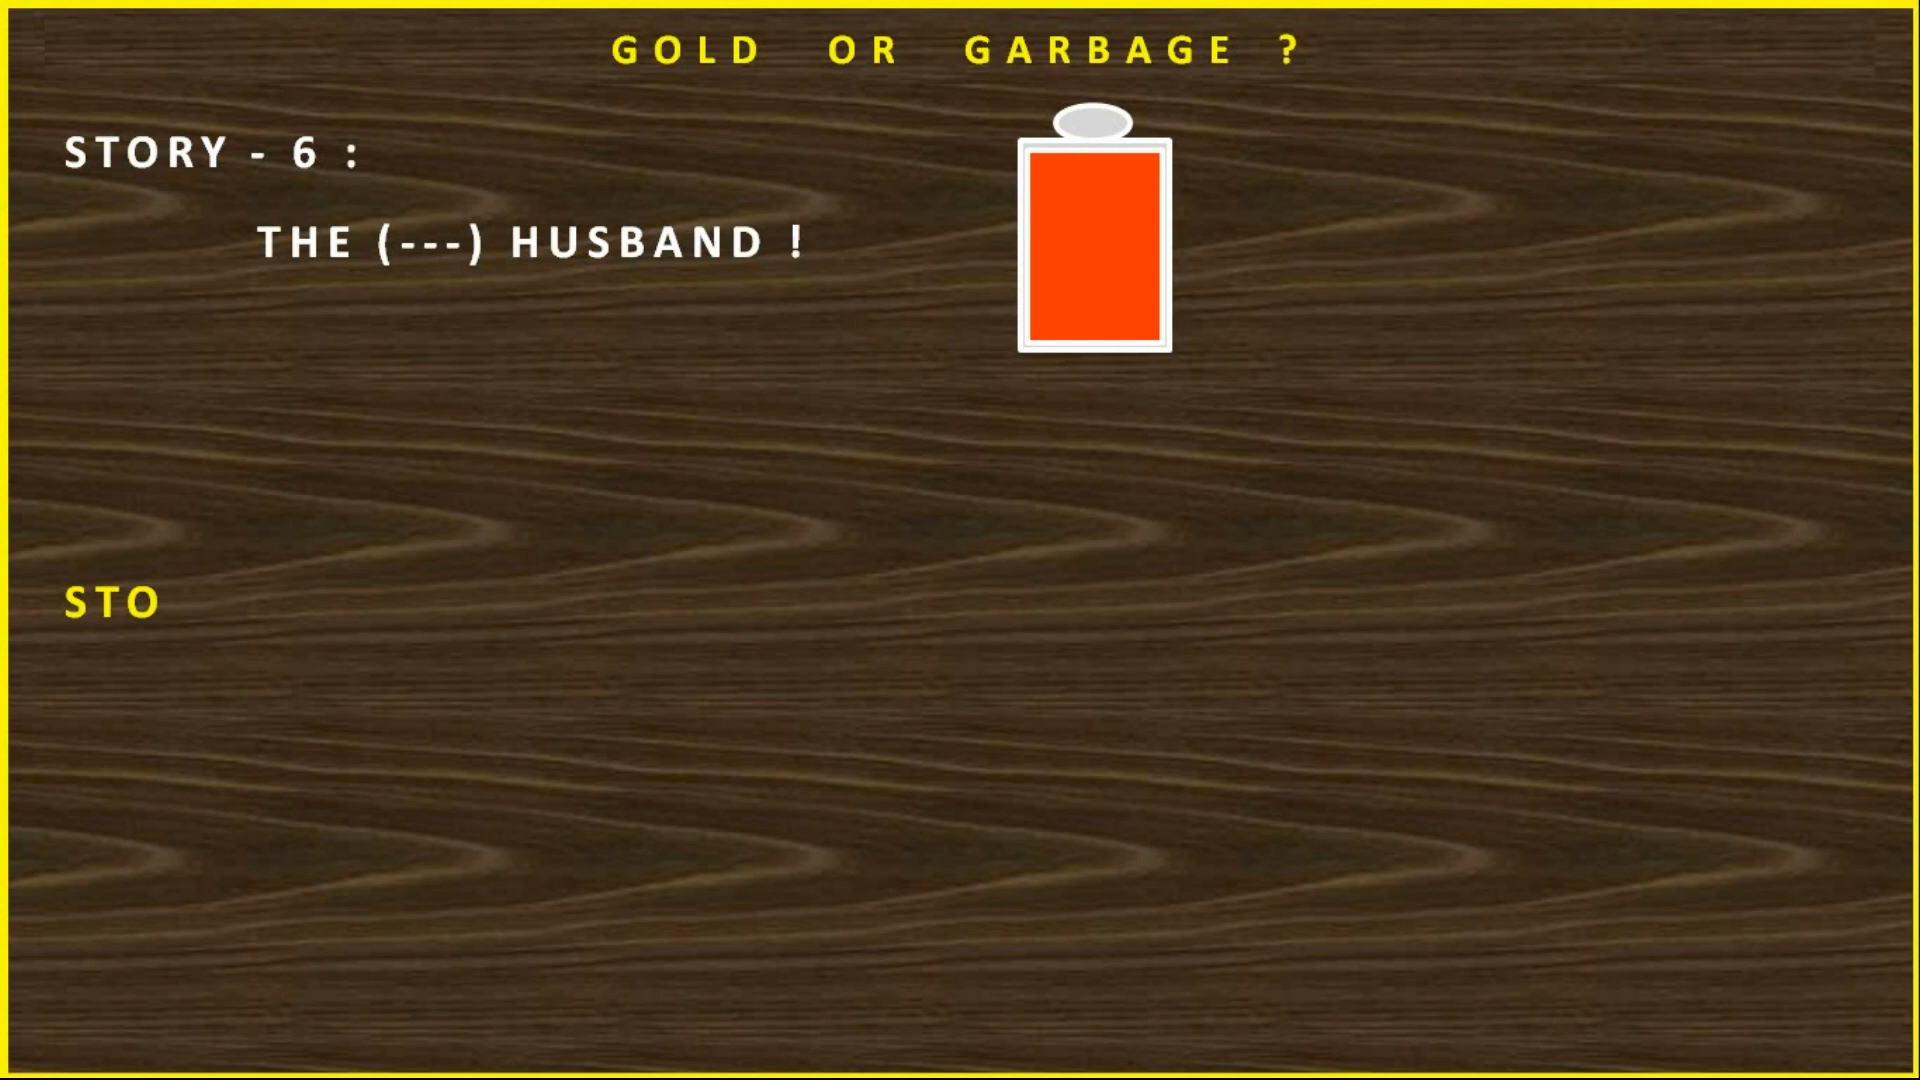 GOLD OR GARBAGE ?
STORY - 6 :
THE (---) HUSBAND !
STO